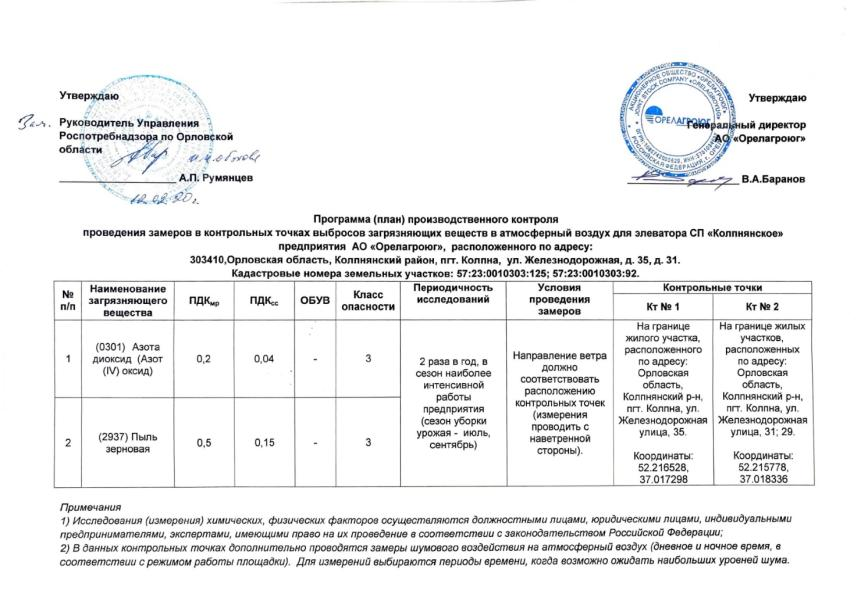 Утверждаю
Зам. Руководитель Управления
Роспотребнадзора по Орловской
области
А.П. Румянцев
Утверждаю
АКЦИОНЕРНОЕ ОБЩЕСТВО «ОРЕЛАГРОЮГ»
JOINT STOCK COMPANY «ORELAGROUG»
ОРЕЛАГРОЮГ
Генеральный директор
АО «Орелагроюг»
В.А.Баранов
Программа (план) производственного контроля
проведения замеров в контрольных точках выбросов загрязняющих веществ в атмосферный воздух для элеватора СП «Колпнянское»
предприятия АО «Орелагроюг», расположенного по адресу:
303410,Орловская область, Колпнянский район, пгт. Колпна, ул. Железнодорожная, д. 35, д. 31.
Кадастровые номера земельных участков: 57:23:0010303:125; 57:23:0010303:92.
№ п/п
Наименование
загрязняющего
вещества
ПДКмр
ПДКсс
ОБУВ
Класс
опасности
Периодичность
исследований
Условия
проведения
замеров
Контрольные точки
Кт № 1
Кт № 2
1
(0301) Азота
диоксид (Азот
(IV) оксид)
0,2
0,04
-
3
2
(2937) Пыль
зерновая
0,5
0,15
-
3
2 раза в год, в
сезон наиболее
интенсивной
работы
предприятия
(сезон уборки
урожая - июль,
сентябрь)
Направление ветра
должно
соответствовать
расположению
контрольных точек
(измерения
проводить с
наветренной
стороны).
На границе
жилого участка,
расположенного
по адресу:
Орловская
область,
Колпнянский р-н,
пгт. Колпна, ул.
Железнодорожная
улица, 35.
Координаты:
52.216528,
37.017298
На границе жилых
участков,
расположенных
по адресу:
Орловская
область,
Колпнянский р-н,
пгт. Колпна, ул.
Железнодорожная
улица, 31; 29.
Координаты:
52.215778,
37.018336
Примечания
1) Исследования (измерения) химических, физических факторов осуществляются должностными лицами, юридическими лицами, индивидуальными
предпринимателями, экспертами, имеющими право на их проведение в соответствии с законодательством Российской Федерации;
2) В данных контрольных точках дополнительно проводятся замеры шумового воздействия на атмосферный воздух (дневное и ночное время, в
соответствии с режимом работы площадки). Для измерений выбираются периоды времени, когда возможно ожидать наибольших уровней шума.